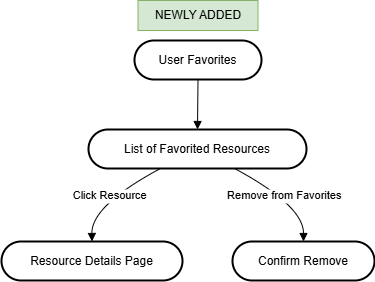 NEWLY ADDED
User Favorites
List of Favorited Resources
Click Resource
Remove from Favorites
Resource Details Page
Confirm Remove